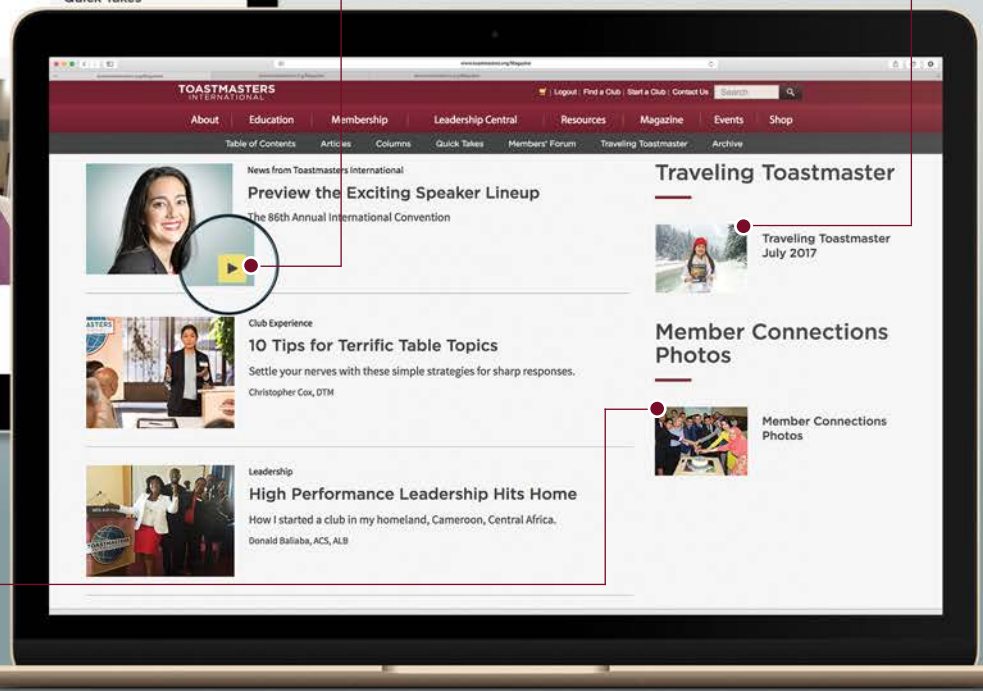 Quick Takes
www.toastmasters.org/Magazine
TOASTMASTERS
INTERNATIONAL
Logout | Find a Club | Start a Club | Contact Us Search
About Education Membership Leadership Central Resources Magazine Events Shop
Table of Contents Articles Columns Quick Takes Members' Forum Traveling Toastmaster Archive
News from Toastmasters International
Preview the Exciting Speaker Lineup
The 86th Annual International Convention
Club Experience
10 Tips for Terrific Table Topics
Settle your nerves with these simple strategies for sharp responses.
Christopher Cox, DTM
Leadership
High Performance Leadership Hits Home
How I started a club in my homeland, Cameroon, Central Africa.
Donald Baliaba, ACS, ALB
Traveling Toastmaster
Traveling Toastmaster
July 2017
Member Connections
Photos
Member Connections
Photos